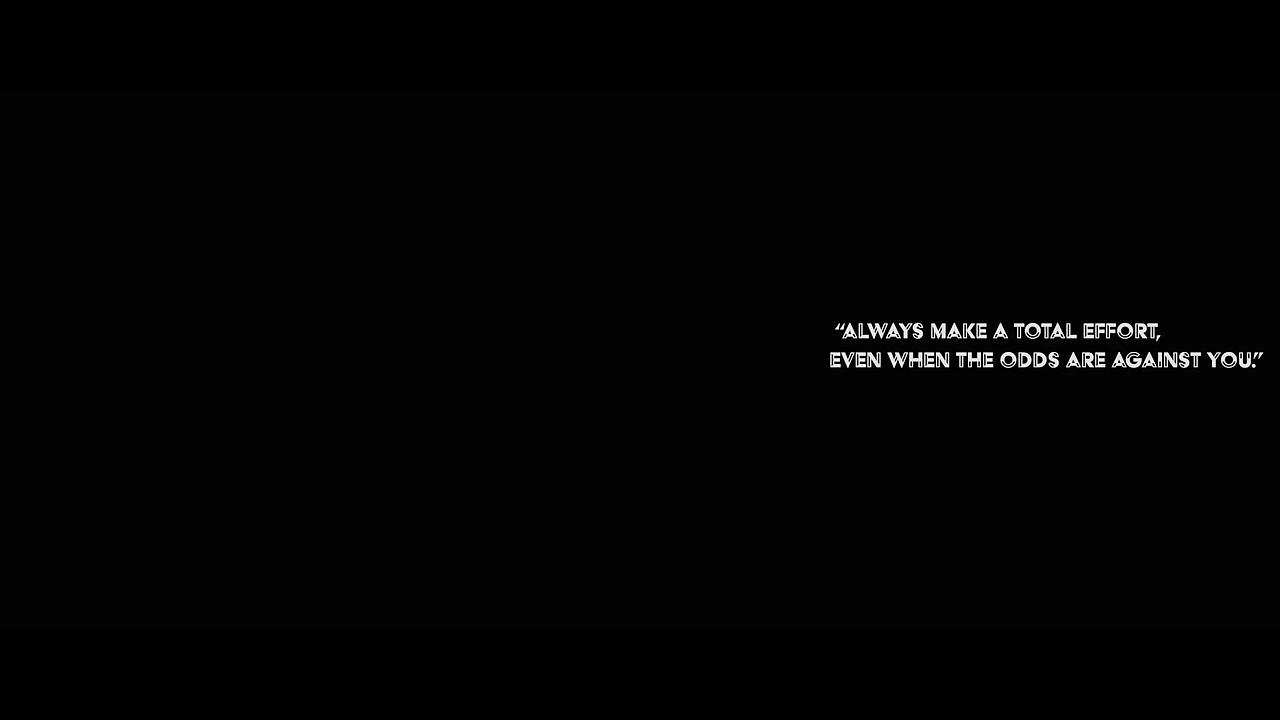 “ALWAYS MAKE A TOTAL EFFORT,
EVEN WHEN THE ODDS ARE AGAINST YOU.”